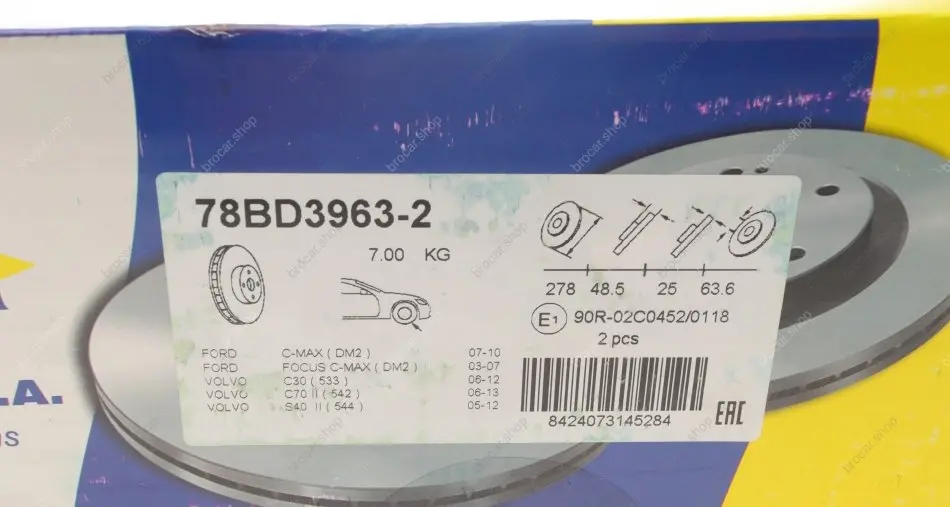 78BD3963-2
7.00 KG
278 48.5 25 63.6
E1 90R-02C0452/0118
2 pcs
FORD C-MAX ( DM2 ) 07-10
FORD FOCUS C-MAX ( DM2 ) 03-07
VOLVO C30 ( 533 ) 06-12
VOLVO C70 II ( 542 ) 06-13
VOLVO S40 II ( 544 ) 05-12
8424073145284
EAC
.A.
brocar.shop